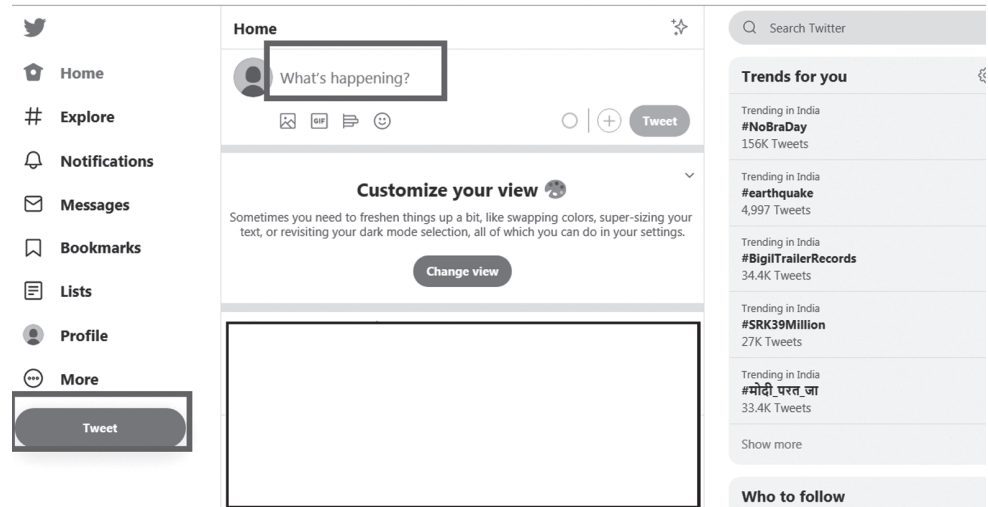 Home
Explore
Notifications
Messages
Bookmarks
Lists
Profile
More
Tweet
Home
What's happening?
GIF
Tweet
Customize your view
Sometimes you need to freshen things up a bit, like swapping colors, super-sizing your
text, or revisiting your dark mode selection, all of which you can do in your settings.
Change view
Search Twitter
Trends for you
Trending in India
#NoBraDay
156K Tweets
Trending in India
#earthquake
4,997 Tweets
Trending in India
#BigilTrailerRecords
34.4K Tweets
Trending in India
#SRK39Million
27K Tweets
Trending in India
#मोदी_परत_जा
33.4K Tweets
Show more
Who to follow